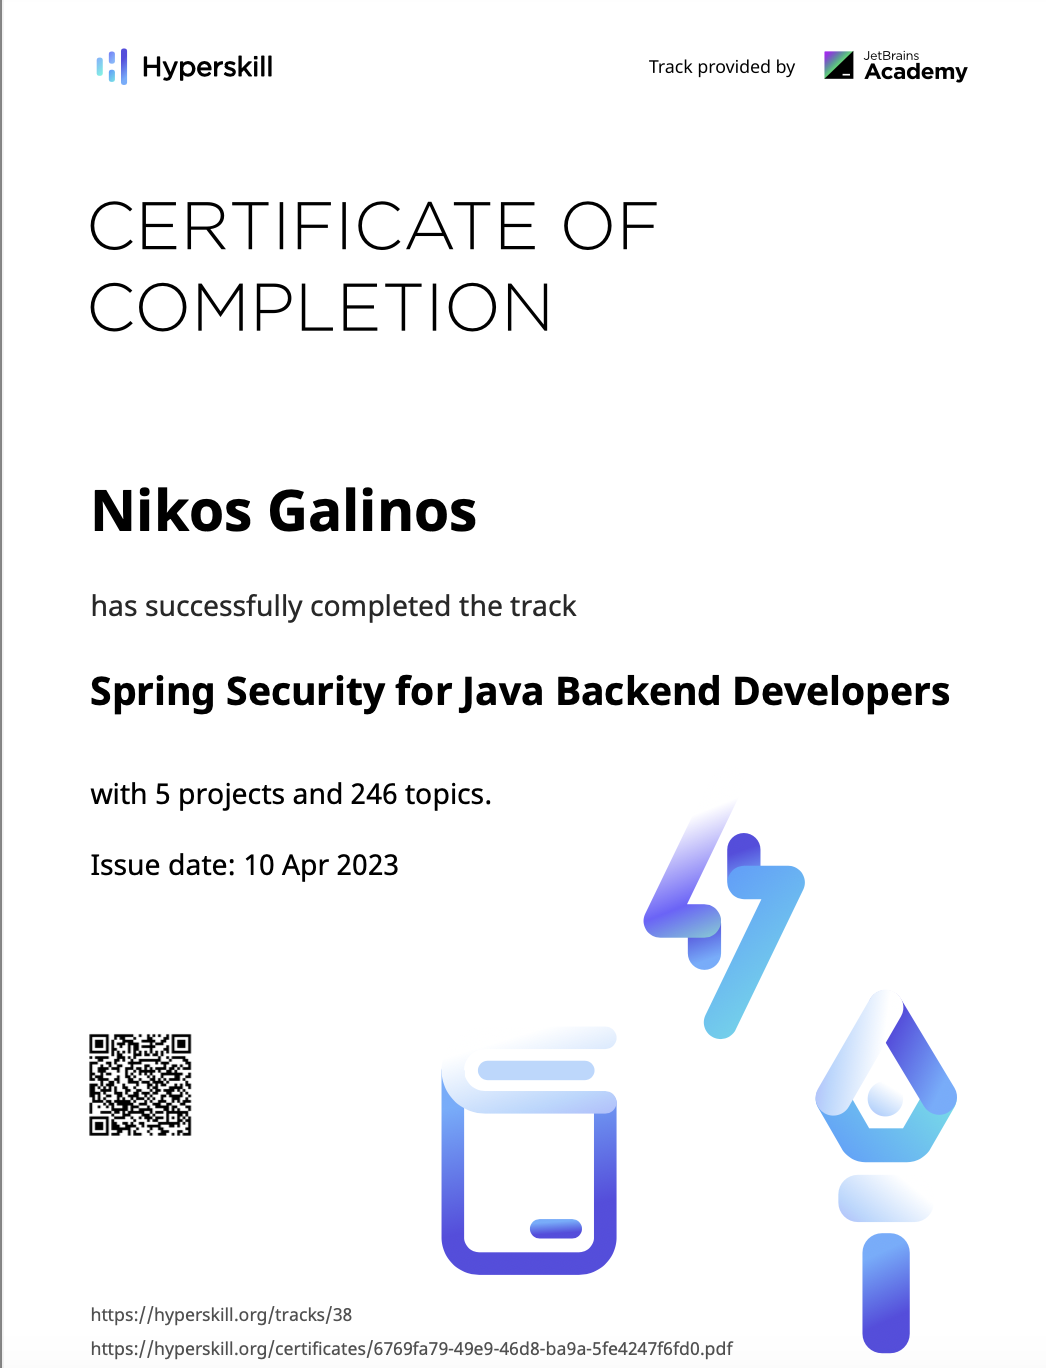 Hyperskill
Track provided by
JetBrains
Academy
CERTIFICATE OF
COMPLETION
Nikos Galinos
has successfully completed the track
Spring Security for Java Backend Developers
with 5 projects and 246 topics.
Issue date: 10 Apr 2023
https://hyperskill.org/tracks/38
https://hyperskill.org/certificates/6769fa79-49e9-46d8-ba9a-5fe4247f6fd0.pdf